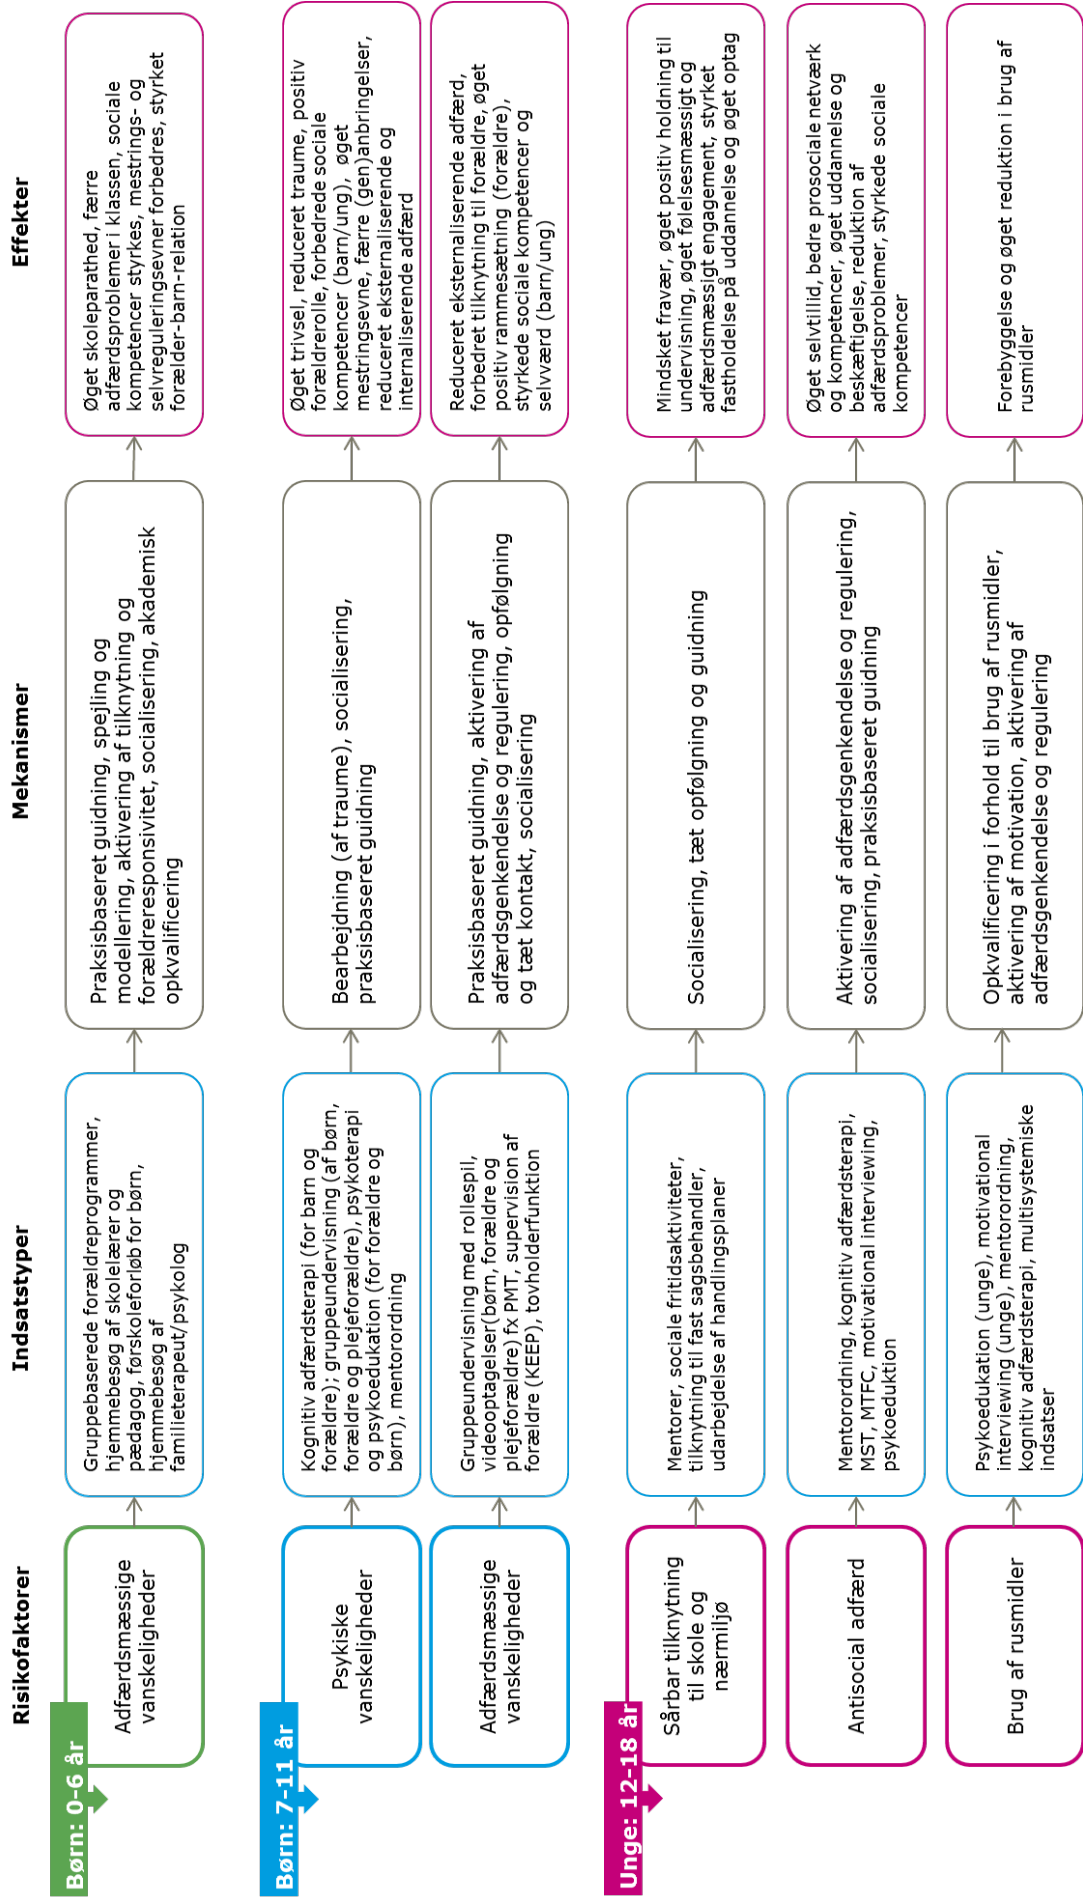 Risikofaktorer
Indsatstyper
Mekanismer
Effekter
Børn: 0-6 år
Adfærdsmæssige
vanskeligheder
Gruppebaserede forældreprogrammer,
hjemmebesøg af skolelærer og
pædagog, førskoleforløb for børn,
hjemmebesøg af
familieterapeut/psykolog
Praksisbaseret guidning, spejling og
modellering, aktivering af tilknytning og
forældreresponsivitet, socialisering, akademisk
opkvalificering
Øget skoleparathed, færre
adfærdsproblemer i klassen, sociale
kompetencer styrkes, mestrings- og
selvreguleringsevner forbedres, styrket
forælder-barn-relation
Børn: 7-11 år
Psykiske
vanskeligheder
Kognitiv adfærdsterapi (for barn og
forældre); gruppeundervisning (af børn,
forældre og plejeforældre), psykoterapi
og psykoedukation (for forældre og
børn), mentorordning
Bearbejdning (af traume), socialisering,
praksisbaseret guidning
Øget trivsel, reduceret traume, positiv
forældrerolle, forbedrede sociale
kompetencer (barn/ung), øget
mestringsevne, færre (gen)anbringelser,
reduceret eksternaliserende og
internaliserende adfærd
Adfærdsmæssige
vanskeligheder
Gruppeundervisning med rollespil,
videooptagelser(børn, forældre og
plejeforældre) fx PMT, supervision af
forældre (KEEP), tovholderfunktion
Praksisbaseret guidning, aktivering af
adfærdsgenkendelse og regulering, opfølgning
og tæt kontakt, socialisering
Reduceret eksternaliserende adfærd,
forbedret tilknytning til forældre, øget
positiv rammesætning (forældre),
styrkede sociale kompetencer og
selvværd (barn/ung)
Unge: 12-18 år
Sårbar tilknytning
til skole og
nærmiljø
Mentorer, sociale fritidsaktiviteter,
tilknytning til fast sagsbehandler,
udarbejdelse af handlingsplaner
Socialisering, tæt opfølgning og guidning
Mindsket fravær, øget positiv holdning til
undervisning, øget følelsesmæssigt og
adfærdsmæssigt engagement, styrket
fastholdelse på uddannelse og øget optag
Antisocial adfærd
Mentorordning, kognitiv adfærdsterapi,
MST, MTFC, motivational interviewing,
psykoeduktion
Aktivering af adfærdsgenkendelse og regulering,
socialisering, praksisbaseret guidning
Øget selvtillid, bedre prosociale netværk
og kompetencer, øget uddannelse og
beskæftigelse, reduktion af
adfærdsproblemer, styrkede sociale
kompetencer
Brug af rusmidler
Psykoedukation (unge), motivational
interviewing (unge), mentorordning,
kognitiv adfærdsterapi, multisystemiske
indsatser
Opkvalificering i forhold til brug af rusmidler,
aktivering af motivation, aktivering af
adfærdsgenkendelse og regulering
Forebyggelse og øget reduktion i brug af
rusmidler